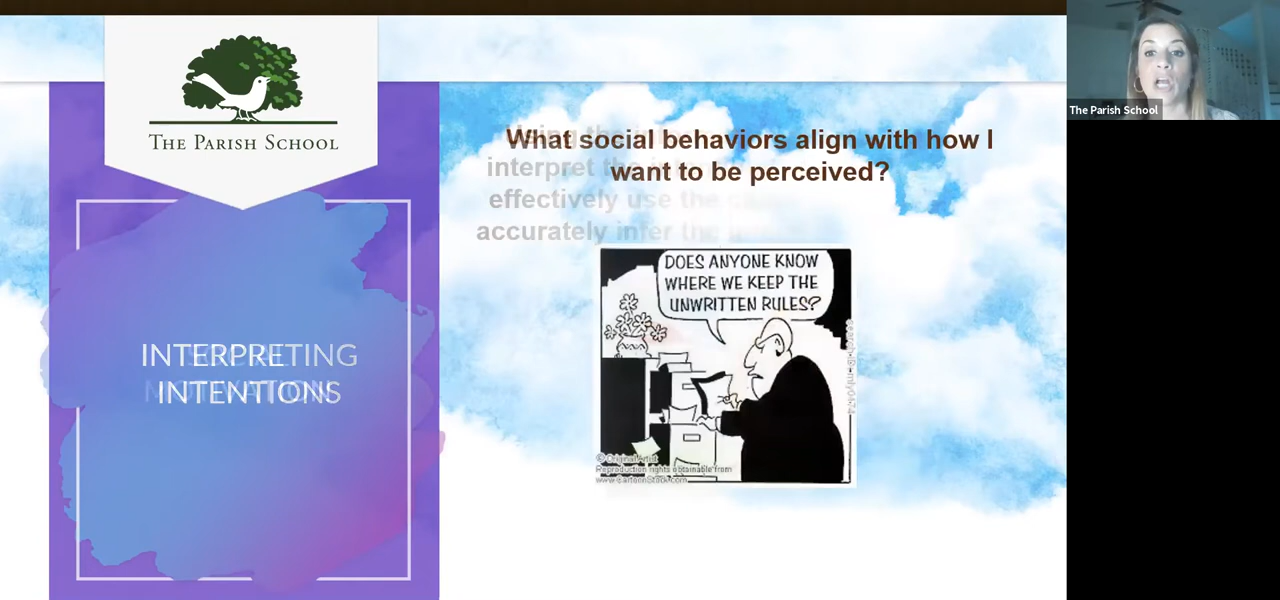 THE PARISH SCHOOL
The Parish School
What social behaviors align with how I
want to be perceived?
interpret the
effectively use the
accurately infer the
DOES ANYONE KNOW
WHERE WE KEEP THE
UNWRITTEN RULES?
INTERPRETING
INTENTIONS
© Original Artist
Reproduction rights obtainable from
www.CartoonStock.com